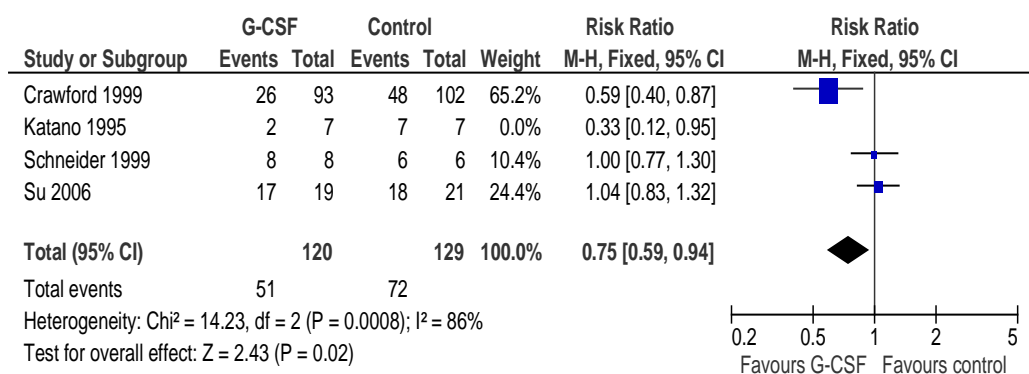 G-CSF Control Risk Ratio Risk Ratio
Study or Subgroup Events Total Events Total Weight M-H, Fixed, 95% CI M-H, Fixed, 95% CI
Crawford 1999 26 93 48 102 65.2% 0.59 [0.40, 0.87]
Katano 1995 2 7 7 7 0.0% 0.33 [0.12, 0.95]
Schneider 1999 8 8 6 6 10.4% 1.00 [0.77, 1.30]
Su 2006 17 19 18 21 24.4% 1.04 [0.83, 1.32]
Total (95% CI) 120 129 100.0% 0.75 [0.59, 0.94]
Total events 51 72
Heterogeneity: Chi² = 14.23, df = 2 (P = 0.0008); I² = 86%
Test for overall effect: Z = 2.43 (P = 0.02)
0.2 0.5 1 2 5
Favours G-CSF Favours control